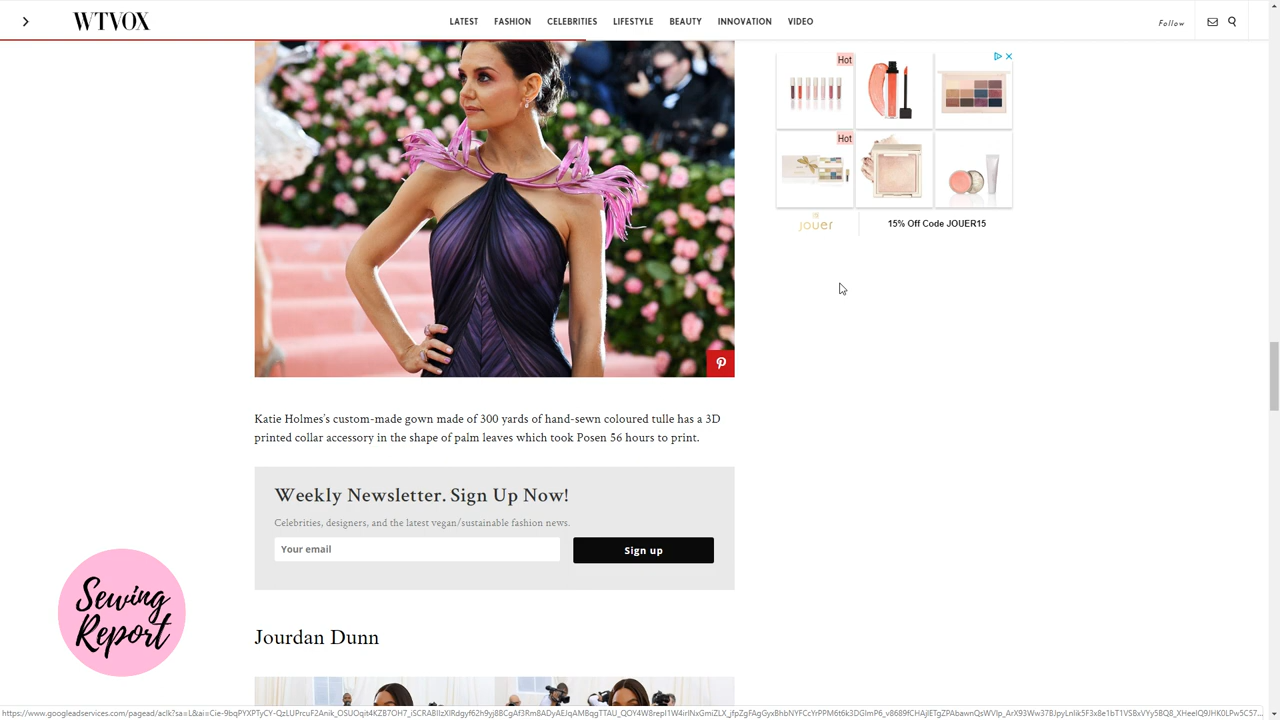 WTVOX
LATEST
FASHION
CELEBRITIES
LIFESTYLE
BEAUTY
INNOVATION
VIDEO
Follow
Hot
Hot
jouer
15% Off Code JOUER15
Katie Holmes's custom-made gown made of 300 yards of hand-sewn coloured tulle has a 3D
printed collar accessory in the shape of palm leaves which took Posen 56 hours to print.
Weekly Newsletter. Sign Up Now!
Celebrities, designers, and the latest vegan/sustainable fashion news.
Your email
Sign up
Sewing
Report
Jourdan Dunn